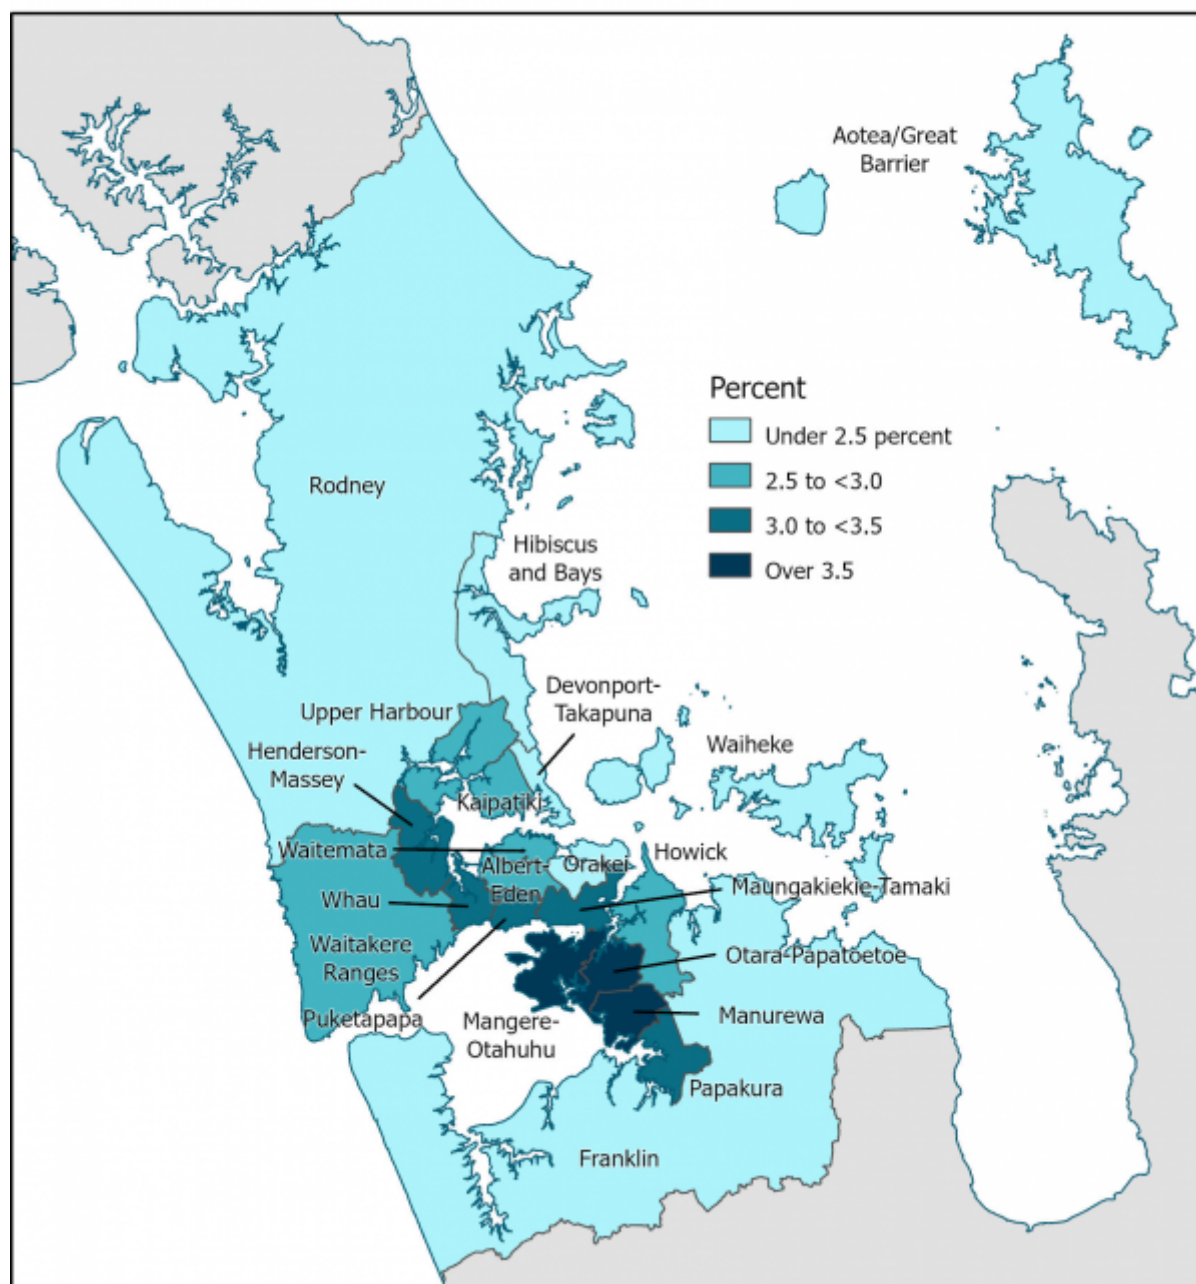 Aotea/Great
Barrier
Percent
Under 2.5 percent
2.5 to <3.0
3.0 to <3.5
Over 3.5
Rodney
Hibiscus
and Bays
Devonport-
Takapuna
Upper Harbour
Waiheke
Henderson-
Massey
Kaipatiki
Waitemata
Albert-
Eden
Orakei
Howick
Maungakiekie-Tamaki
Whau
Waitakere
Ranges
Otara-Papatoetoe
Puketapapa
Mangere-
Otahuhu
Manurewa
Papakura
Franklin